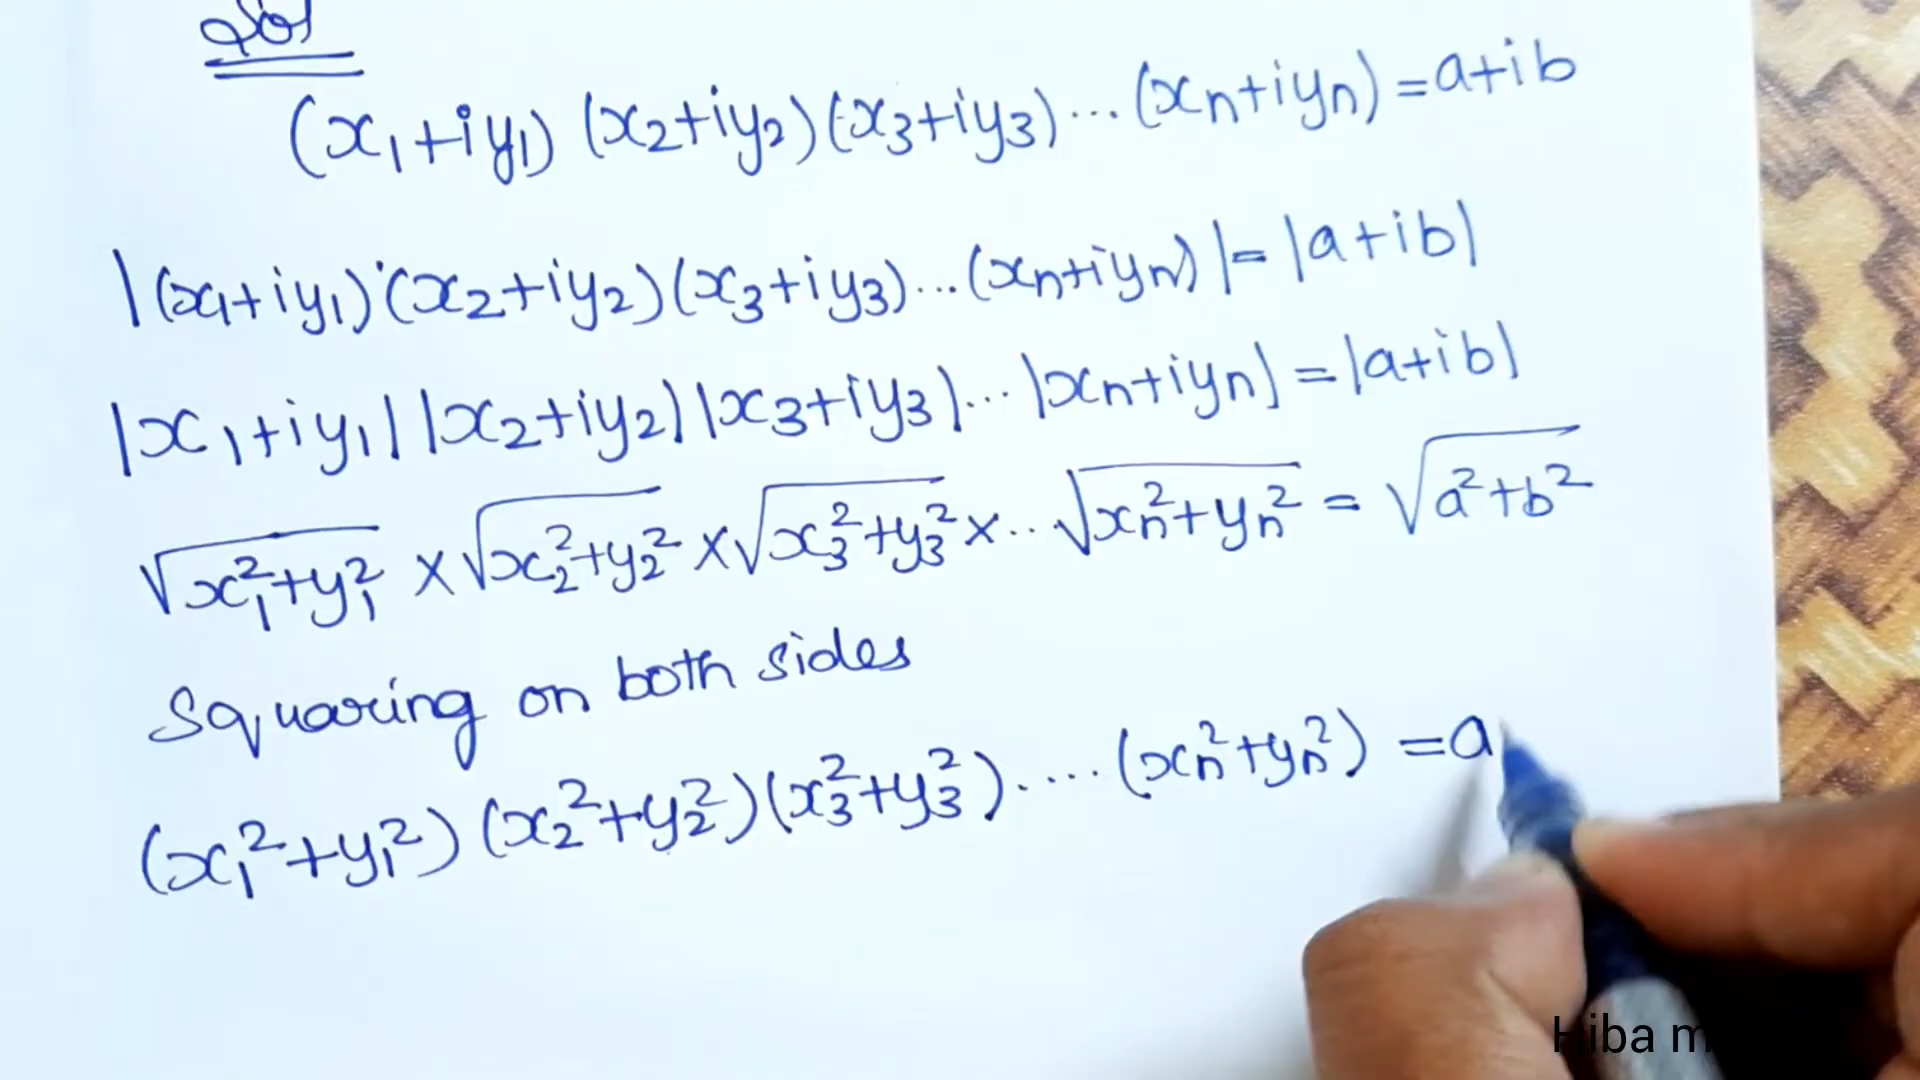 Sol
(x₁+iy₁) (x₂+iy₂)(x₃+iy₃)...(xₙ+iyₙ)=a+ib
|(x₁+iy₁)(x₂+iy₂)(x₃+iy₃)...(xₙ+iyₙ)|=|a+ib|
|x₁+iy₁||x₂+iy₂||x₃+iy₃|...|xₙ+iyₙ|=|a+ib|
√(x₁²+y₁²) × √(x₂²+y₂²) × √(x₃²+y₃²) ×.. √(xₙ²+yₙ²) = √(a²+b²)
Squaring on both sides
(x₁²+y₁²)(x₂²+y₂²)(x₃²+y₃²).....(xₙ²+yₙ²) =a
Hiba m